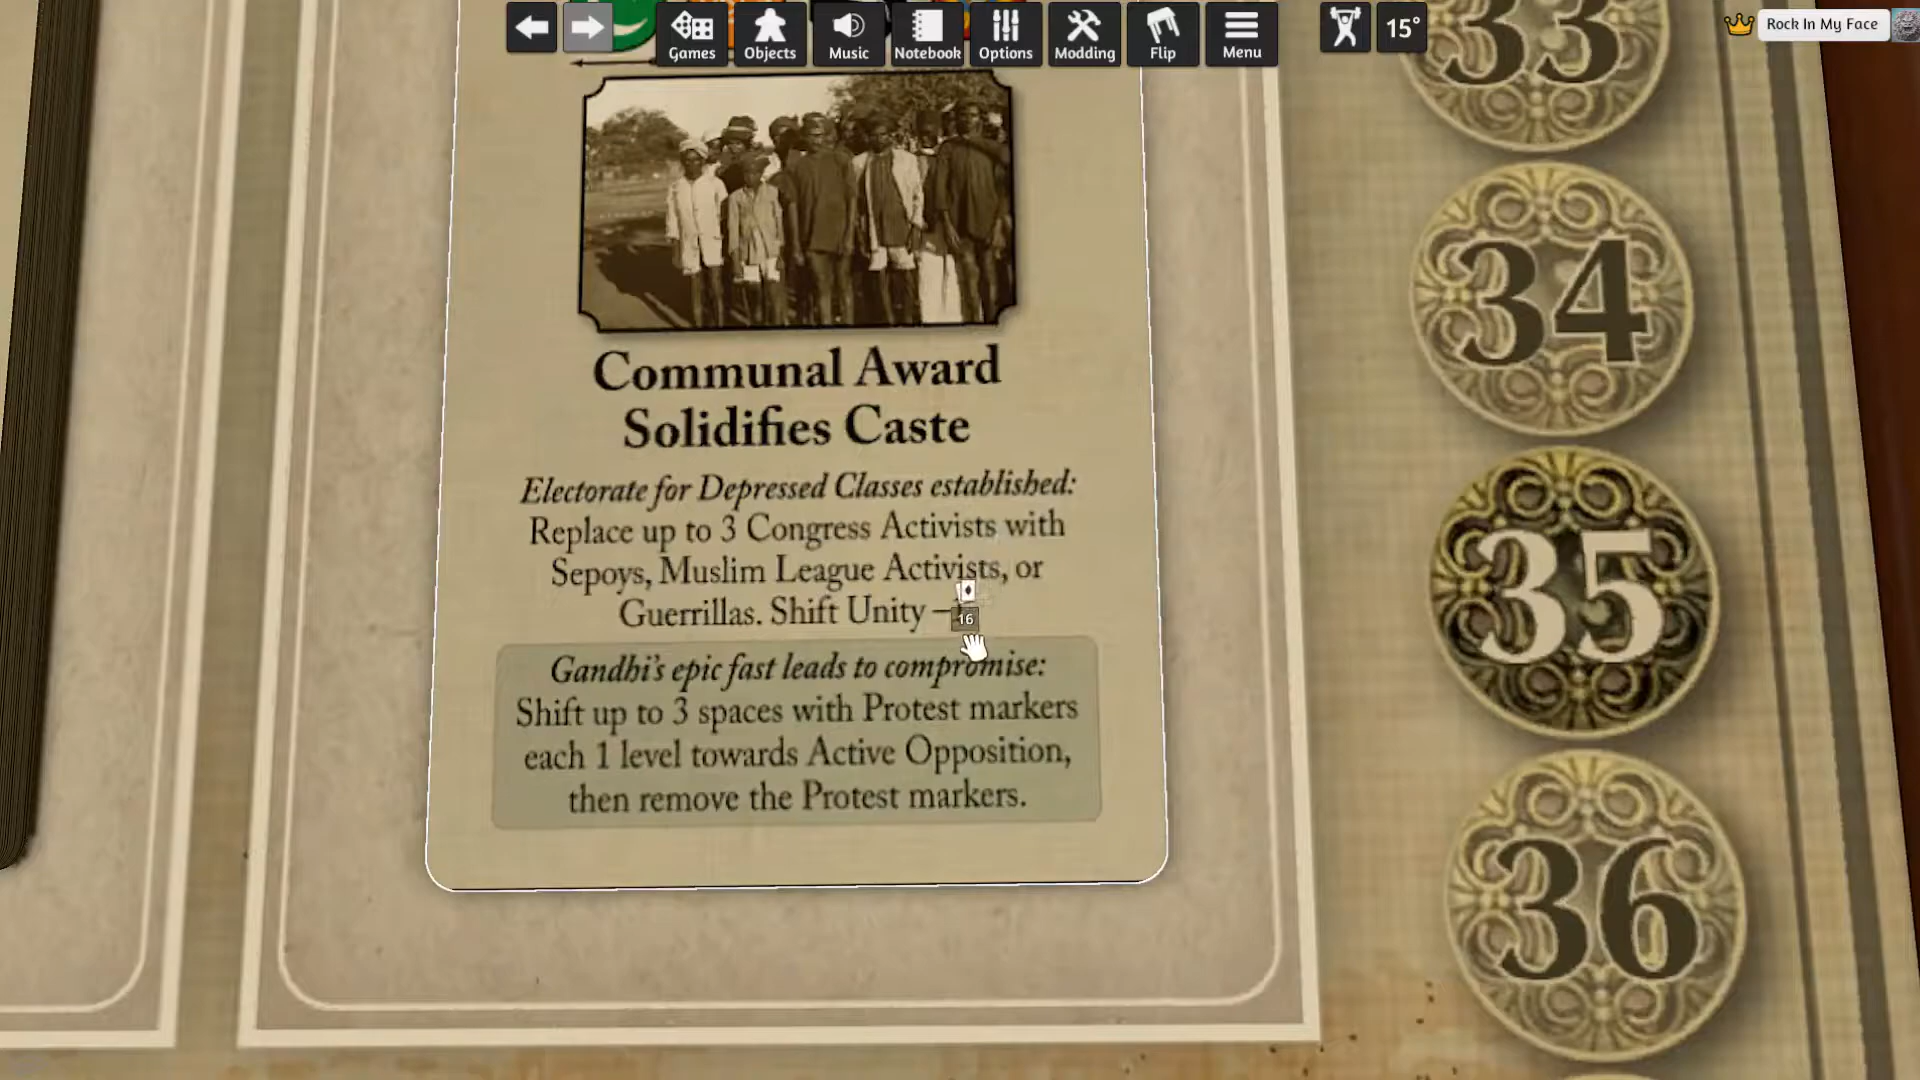 Games
Objects
Music
Notebook
Options
Modding
Flip
Menu
15°
Rock In My Face
33
34
35
36
Communal Award
Solidifies Caste
Electorate for Depressed Classes established:
Replace up to 3 Congress Activists with
Sepoys, Muslim League Activists, or
Guerrillas. Shift Unity –
16
Gandhi's epic fast leads to compromise:
Shift up to 3 spaces with Protest markers
each 1 level towards Active Opposition,
then remove the Protest markers.